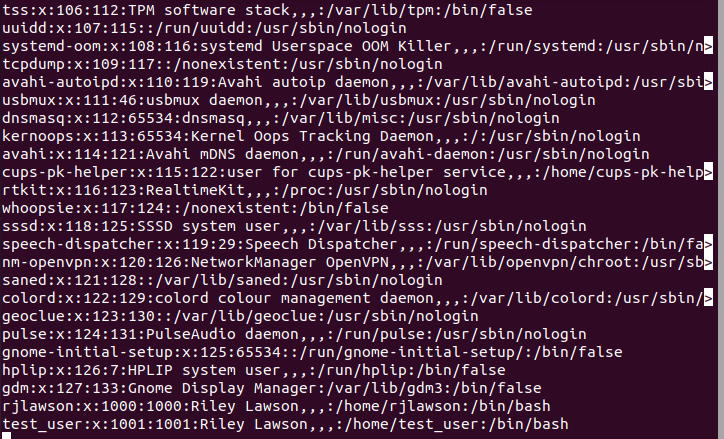 tss:x:106:112:TPM software stack,,,:/var/lib/tpm:/bin/false
uuidd:x:107:115::/run/uuidd:/usr/sbin/nologin
systemd-oom:x:108:116:systemd Userspace OOM Killer,,,:/run/systemd:/usr/sbin/n>
tcpdump:x:109:117::/nonexistent:/usr/sbin/nologin
avahi-autoipd:x:110:119:Avahi autoip daemon,,,:/var/lib/avahi-autoipd:/usr/sbi>
usbmux:x:111:46:usbmux daemon,,,:/var/lib/usbmux:/usr/sbin/nologin
dnsmasq:x:112:65534:dnsmasq,,,:/var/lib/misc:/usr/sbin/nologin
kernoops:x:113:65534:Kernel Oops Tracking Daemon,,,:/:/usr/sbin/nologin
avahi:x:114:121:Avahi mDNS daemon,,,:/run/avahi-daemon:/usr/sbin/nologin
cups-pk-helper:x:115:122:user for cups-pk-helper service,,,:/home/cups-pk-help>
rtkit:x:116:123:RealtimeKit,,,:/proc:/usr/sbin/nologin
whoopsie:x:117:124::/nonexistent:/bin/false
sssd:x:118:125:SSSD system user,,,:/var/lib/sss:/usr/sbin/nologin
speech-dispatcher:x:119:29:Speech Dispatcher,,,:/run/speech-dispatcher:/bin/fa>
nm-openvpn:x:120:126:NetworkManager OpenVPN,,,:/var/lib/openvpn/chroot:/usr/sb>
saned:x:121:128::/var/lib/saned:/usr/sbin/nologin
colord:x:122:129:colord colour management daemon,,,:/var/lib/colord:/usr/sbin/>
geoclue:x:123:130::/var/lib/geoclue:/usr/sbin/nologin
pulse:x:124:131:PulseAudio daemon,,,:/run/pulse:/usr/sbin/nologin
gnome-initial-setup:x:125:65534::/run/gnome-initial-setup/:/bin/false
hplip:x:126:7:HPLIP system user,,,:/run/hplip:/bin/false
gdm:x:127:133:Gnome Display Manager:/var/lib/gdm3:/bin/false
rjlawson:x:1000:1000:Riley Lawson,,,:/home/rjlawson:/bin/bash
test_user:x:1001:1001:Riley Lawson,,,:/home/test_user:/bin/bash